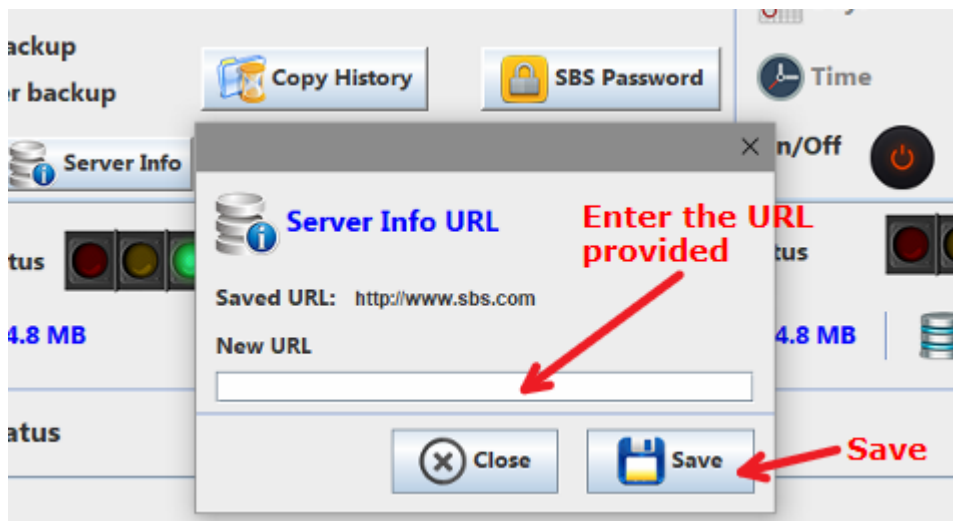 ackup
r backup
Copy History
SBS Password
Time
Server Info
n/Off
Server Info URL
Enter the URL
provided
tus
tus
Saved URL: http://www.sbs.com
4.8 MB
New URL
4.8 MB
atus
Close
Save
Save